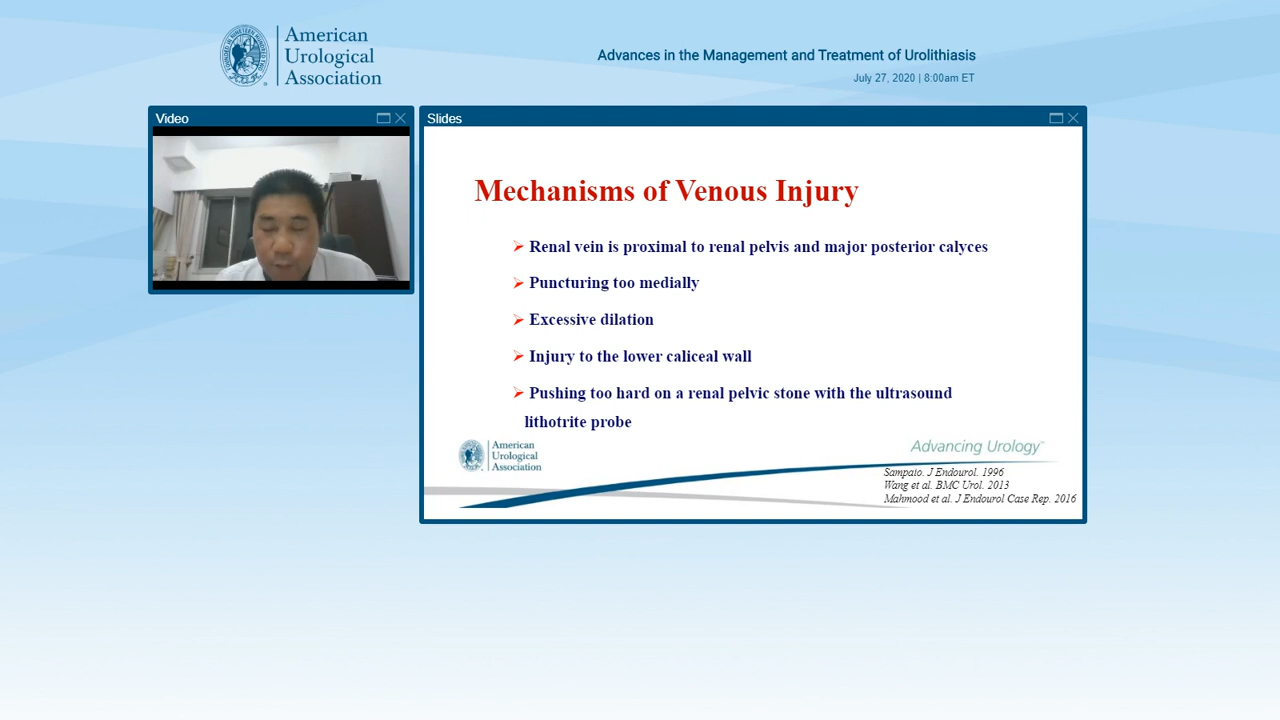 American
Urological
Association
Advances in the Management and Treatment of Urolithiasis
July 27, 2020 | 8:00am ET
Video
Slides
Mechanisms of Venous Injury
➢ Renal vein is proximal to renal pelvis and major posterior calyces
➢ Puncturing too medially
➢ Excessive dilation
➢ Injury to the lower caliceal wall
➢ Pushing too hard on a renal pelvic stone with the ultrasound
lithotrite probe
American
Urological
Association
Advancing Urology™
Sampaio. J Endourol. 1996
Wang et al. BMC Urol. 2013
Mahmood et al. J Endourol Case Rep. 2016